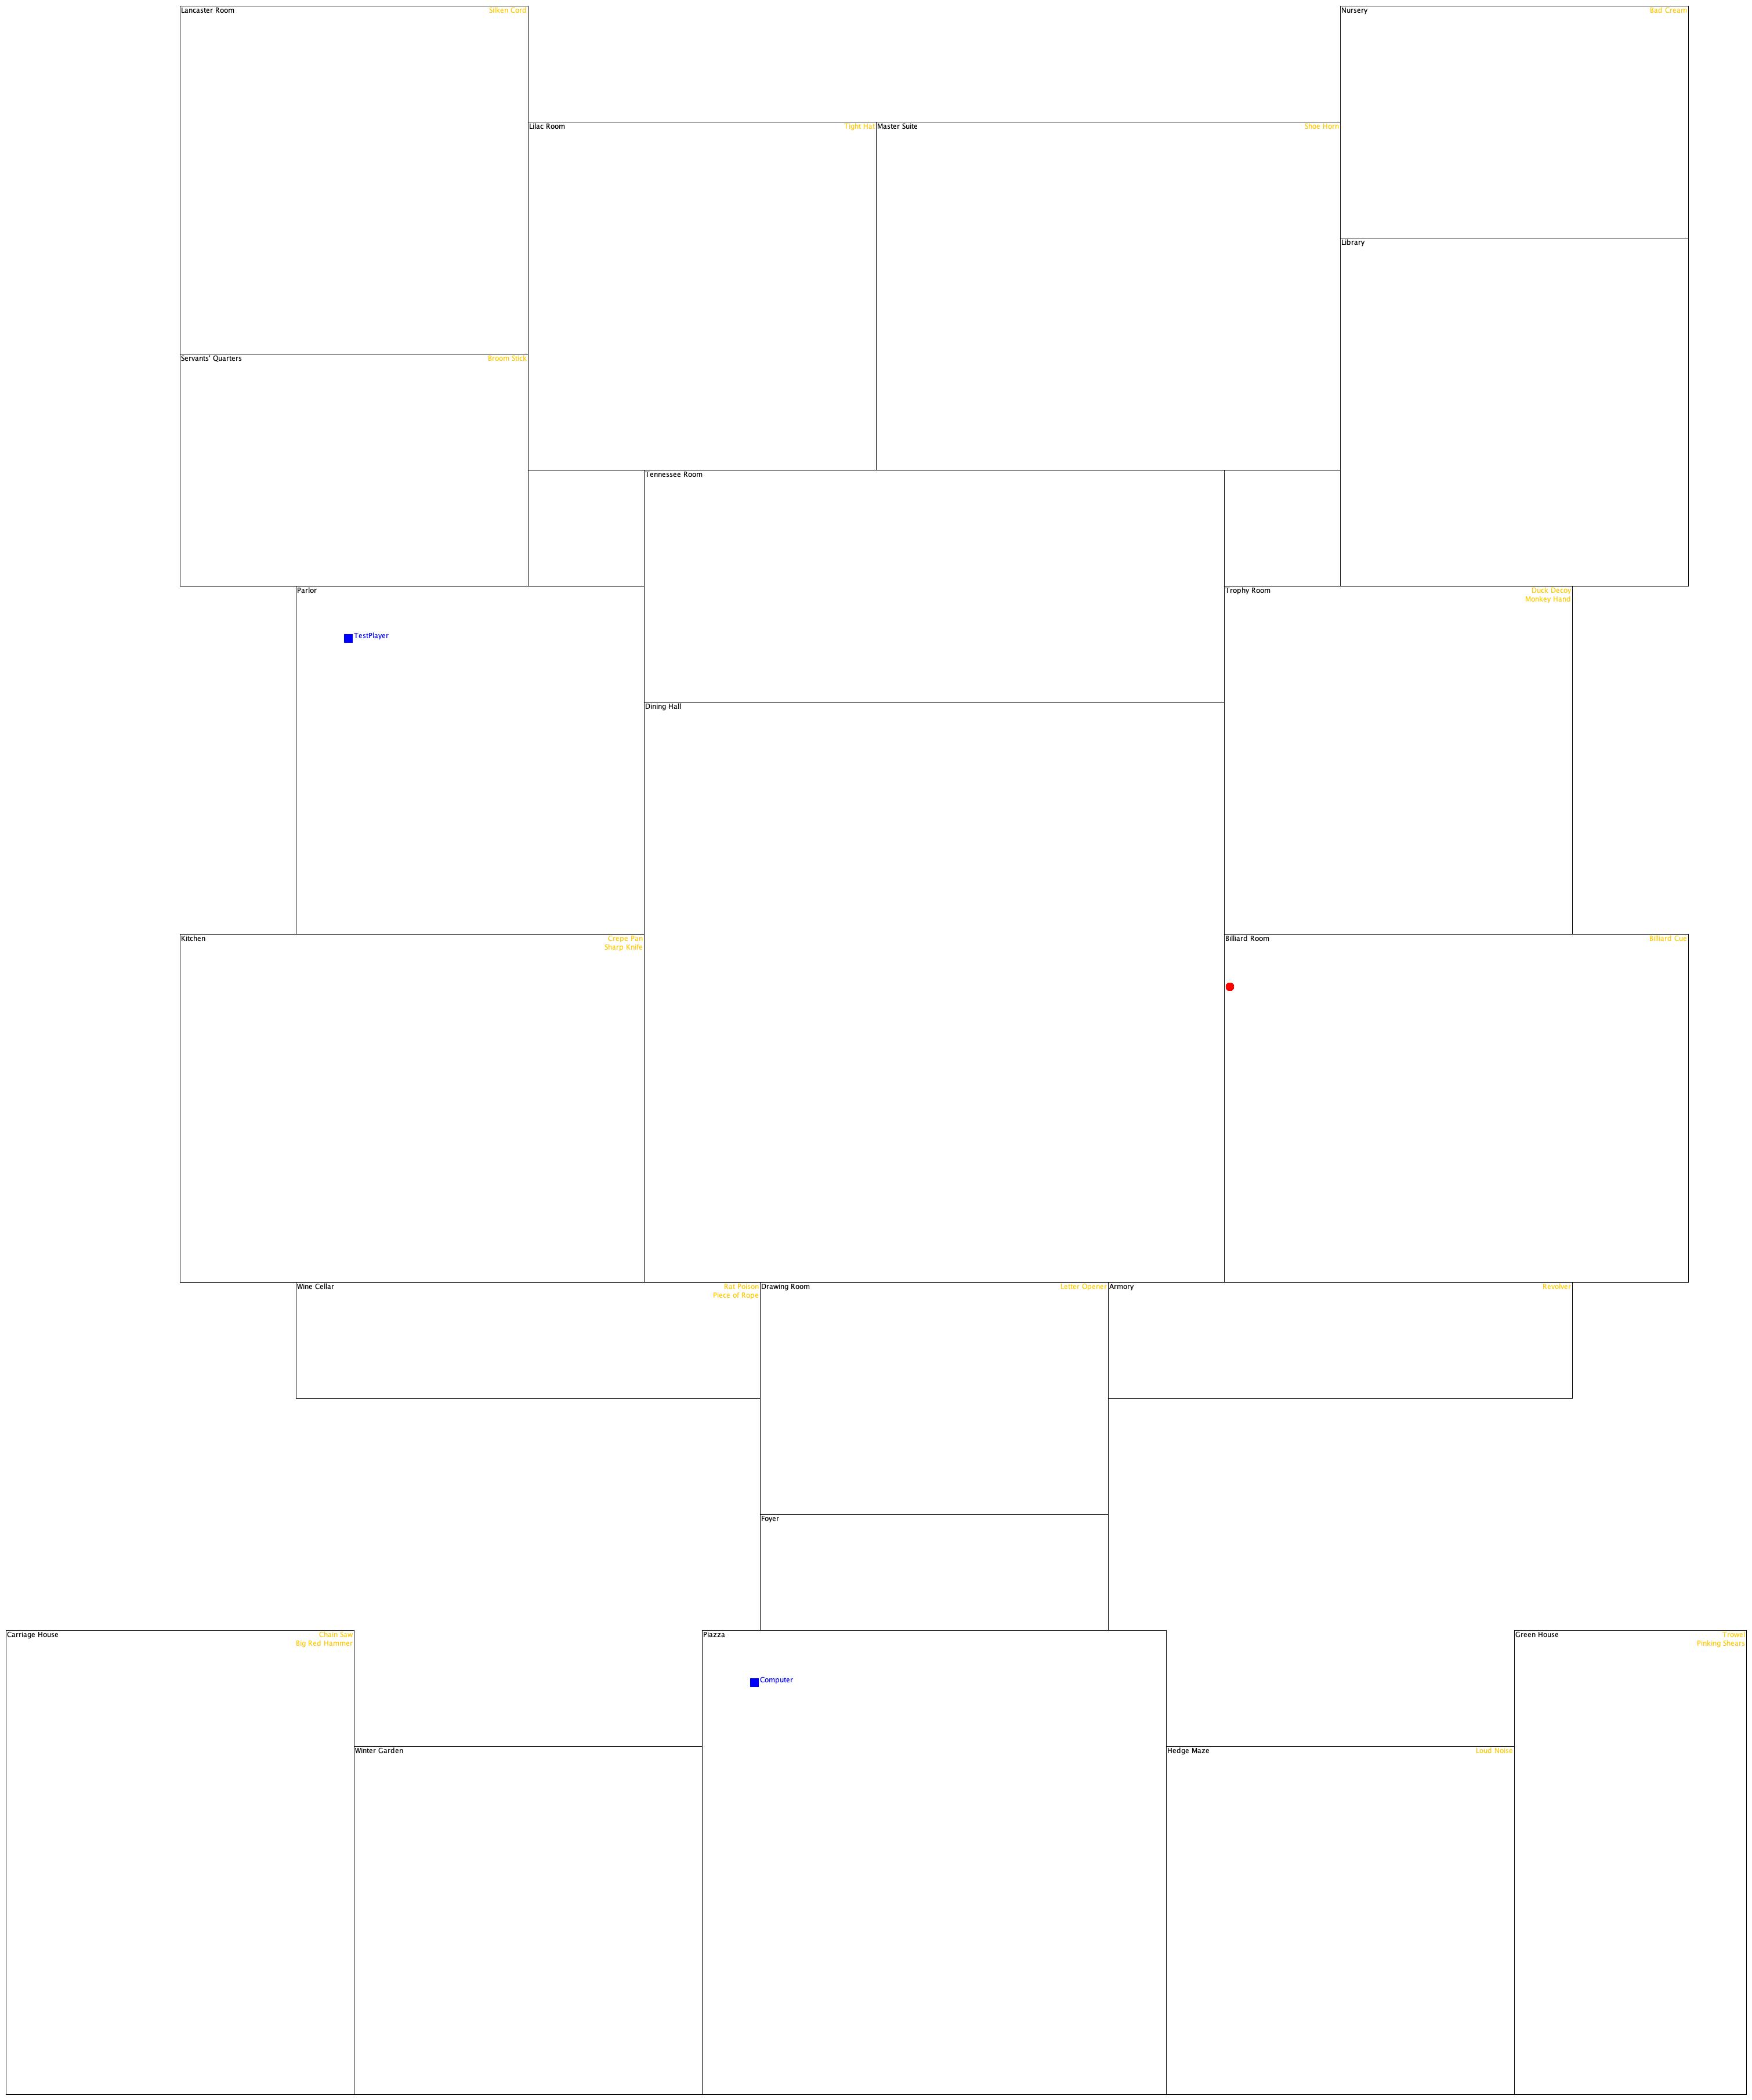 Lancaster Room Silken Cord
Nursery Bad Cream
Lilac Room Tight Hat
Master Suite Shoe Horn
Library
Servants' Quarters Broom Stick
Tennessee Room
Parlor
Trophy Room Duck Decoy
Monkey Hand
TestPlayer
Dining Hall
Kitchen Crepe Pan
Sharp Knife
Billiard Room Billiard Cue
Wine Cellar Rat Poison
Piece of Rope
Drawing Room Letter Opener
Armory Revolver
Foyer
Carriage House Chain Saw
Big Red Hammer
Piazza
Green House Trowel
Pinking Shears
Computer
Winter Garden
Hedge Maze Loud Noise